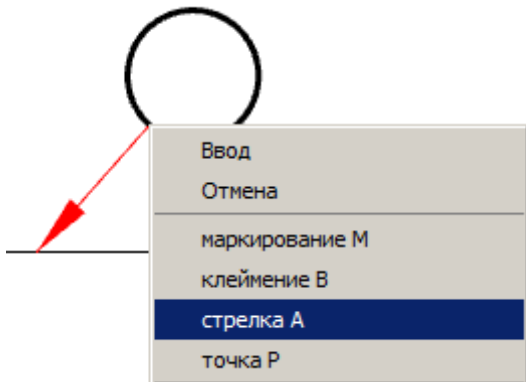 Ввод
Отмена
маркирование М
клеймение В
стрелка А
точка Р